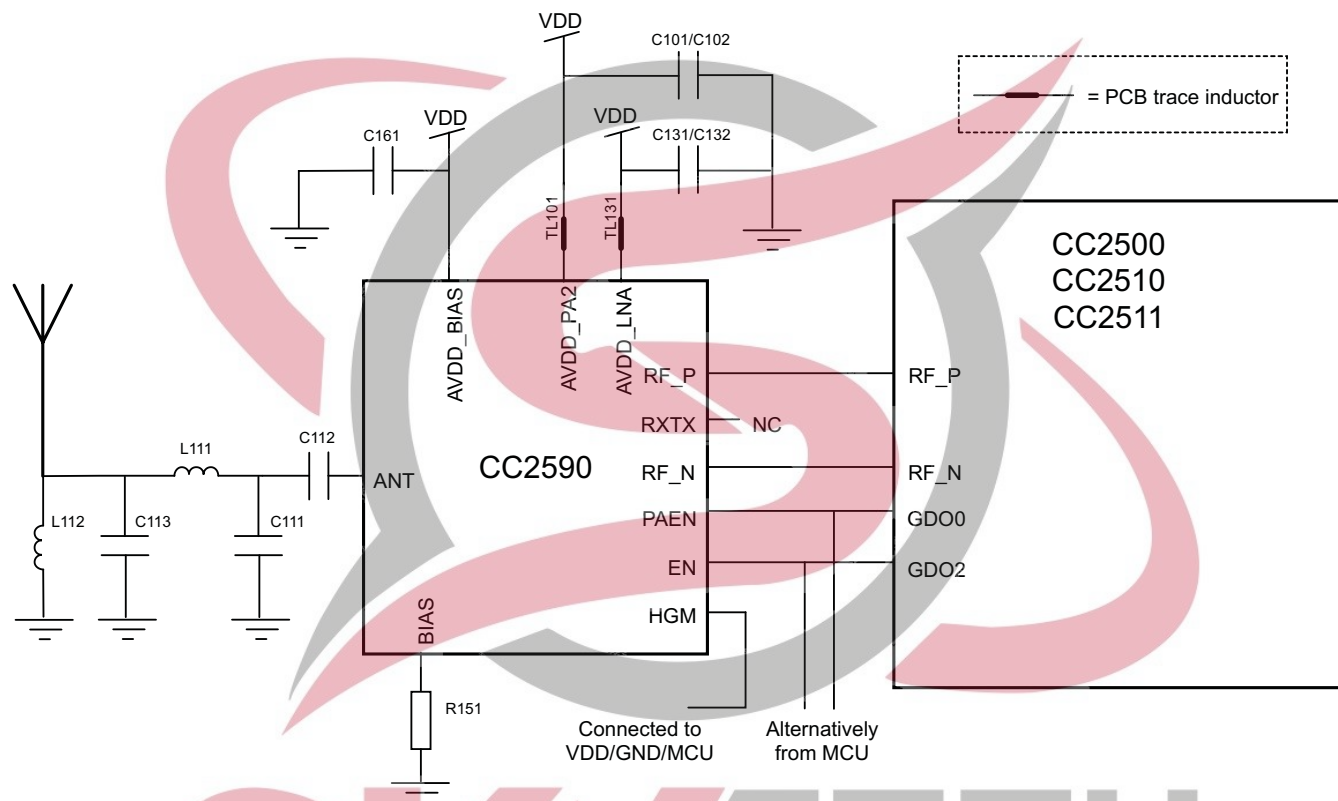 VDD
C101/C102
= PCB trace inductor
VDD
VDD
C161
C131/C132
TL101
TL131
CC2500
CC2510
CC2511
AVDD_BIAS
AVDD_PA2
AVDD_LNA
RF_P
RF_P
RXTX
NC
L111
C112
CC2590
ANT
RF_N
RF_N
L112
C113
C111
PAEN
GDO0
EN
GDO2
HGM
BIAS
R151
Connected to
VDD/GND/MCU
Alternatively
from MCU